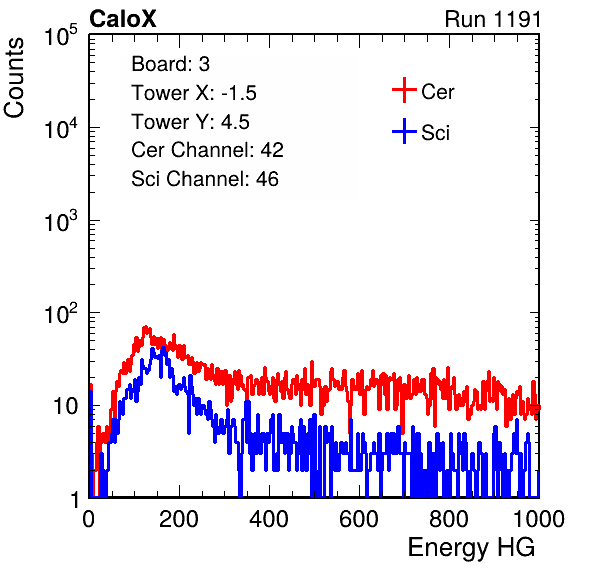 CaloX Run 1191
Counts
10^5
10^4
10^3
10^2
10
1
Board: 3
Tower X: -1.5
Tower Y: 4.5
Cer Channel: 42
Sci Channel: 46
Cer
Sci
0 200 400 600 800 1000
Energy HG